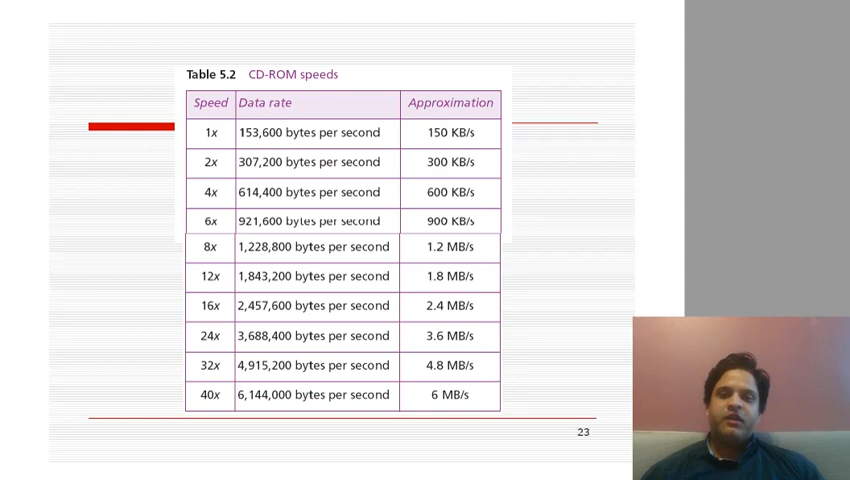 Table 5.2 CD-ROM speeds
Speed Data rate Approximation
1x 153,600 bytes per second 150 KB/s
2x 307,200 bytes per second 300 KB/s
4x 614,400 bytes per second 600 KB/s
6x 921,600 bytes per second 900 KB/s
8x 1,228,800 bytes per second 1.2 MB/s
12x 1,843,200 bytes per second 1.8 MB/s
16x 2,457,600 bytes per second 2.4 MB/s
24x 3,688,400 bytes per second 3.6 MB/s
32x 4,915,200 bytes per second 4.8 MB/s
40x 6,144,000 bytes per second 6 MB/s
23